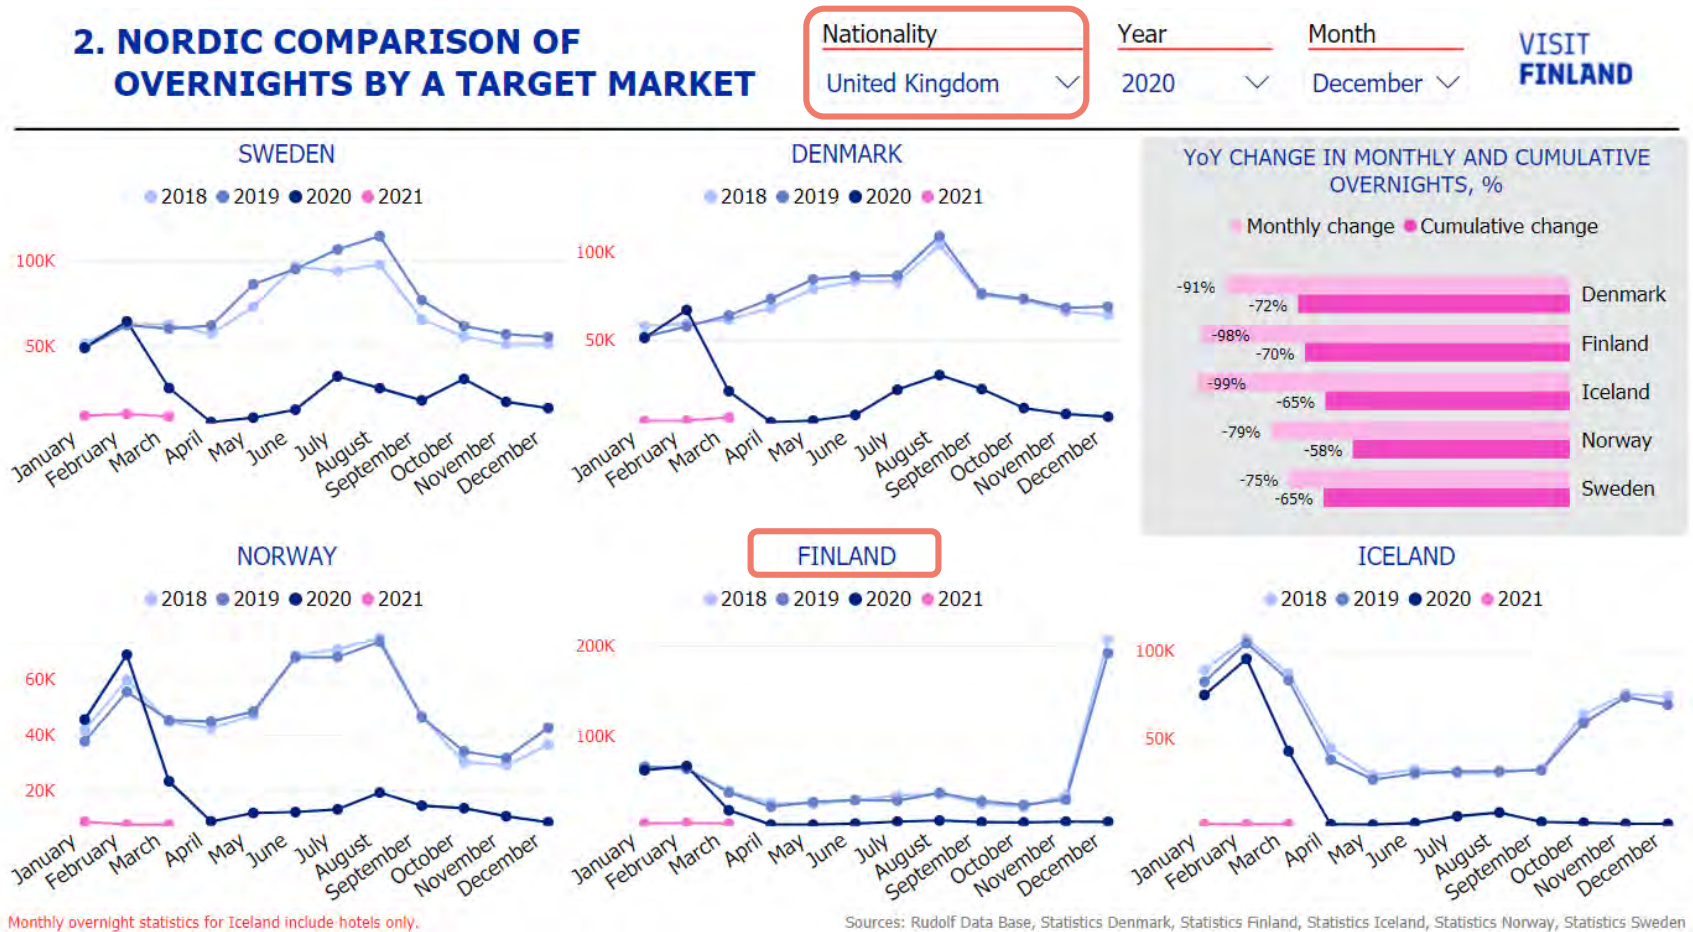 2. NORDIC COMPARISON OF
OVERNIGHTS BY A TARGET MARKET
Nationality
United Kingdom
Year
2020
Month
December
VISIT
FINLAND
SWEDEN
2018 2019 2020 2021
100K
50K
January February March April May June July August September October November December
DENMARK
2018 2019 2020 2021
100K
50K
January February March April May June July August September October November December
YoY CHANGE IN MONTHLY AND CUMULATIVE
OVERNIGHTS, %
Monthly change Cumulative change
-91%
-72%
Denmark
-98%
-70%
Finland
-99%
-65%
Iceland
-79%
-58%
Norway
-75%
-65%
Sweden
NORWAY
2018 2019 2020 2021
60K
40K
20K
January February March April May June July August September October November December
FINLAND
2018 2019 2020 2021
200K
100K
January February March April May June July August September October November December
ICELAND
2018 2019 2020 2021
100K
50K
January February March April May June July August September October November December
Monthly overnight statistics for Iceland include hotels only.
Sources: Rudolf Data Base, Statistics Denmark, Statistics Finland, Statistics Iceland, Statistics Norway, Statistics Sweden